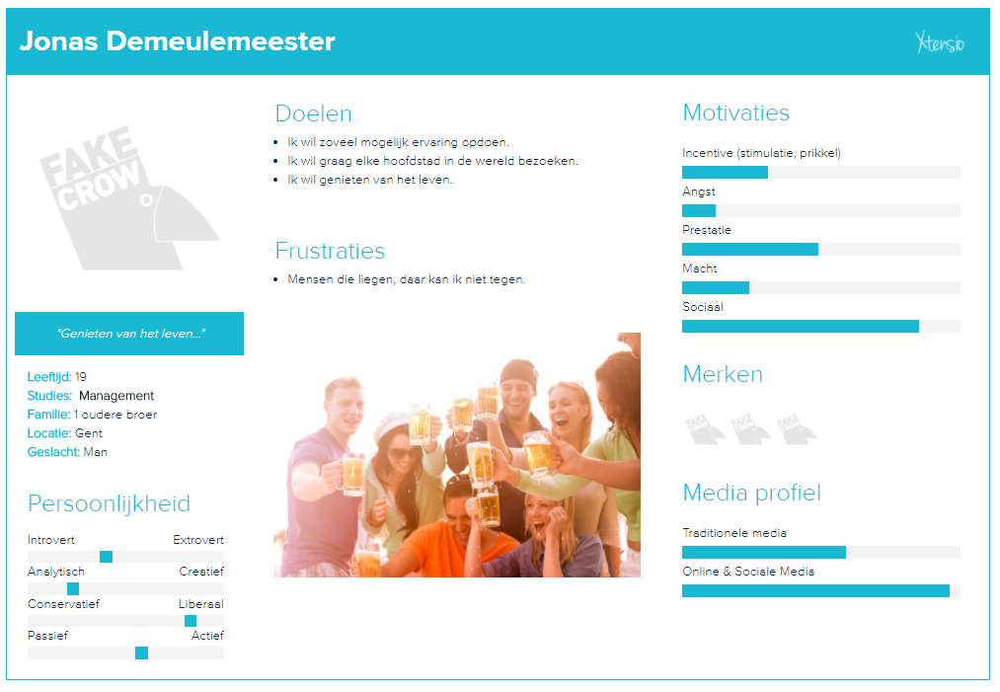 Jonas Demeulemeester
Xtensio
FAKE
CROW
"Genieten van het leven..."
Leeftijd: 19
Studies: Management
Familie: 1 oudere broer
Locatie: Gent
Geslacht: Man
Persoonlijkheid
Introvert Extrovert
Analytisch Creatief
Conservatief Liberaal
Passief Actief
Doelen
Ik wil zoveel mogelijk ervaring opdoen.
Ik wil graag elke hoofdstad in de wereld bezoeken.
Ik wil genieten van het leven.
Frustraties
Mensen die liegen, daar kan ik niet tegen.
Motivaties
Incentive (stimulatie, prikkel)
Angst
Prestatie
Macht
Sociaal
Merken
FAKE CROW FAKE CROW FAKE CROW
Media profiel
Traditionele media
Online & Sociale Media